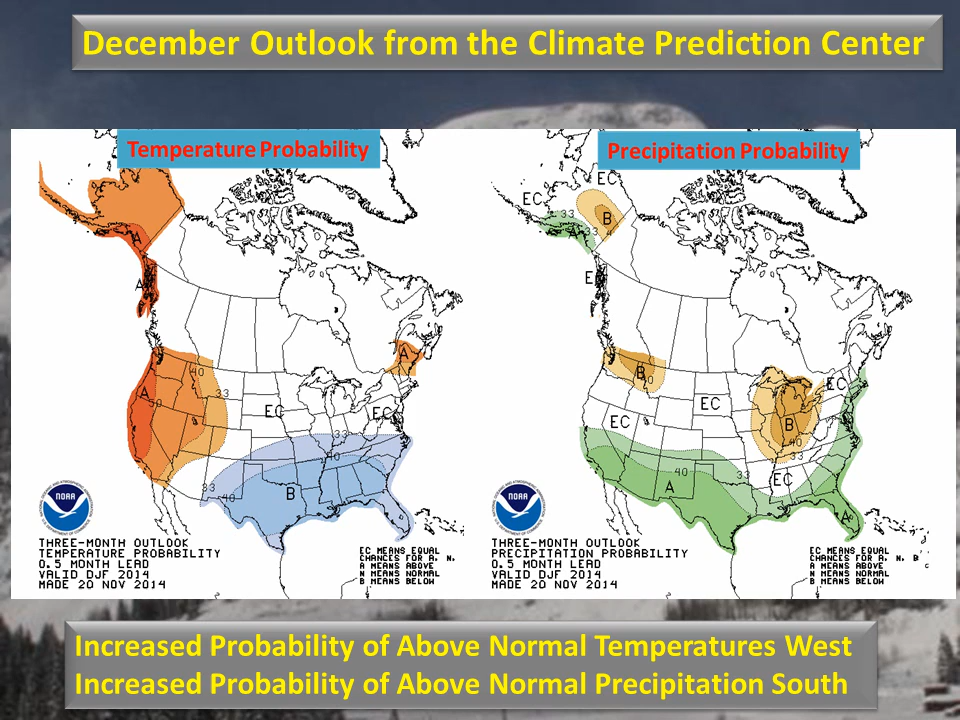 December Outlook from the Climate Prediction Center
Temperature Probability
A
A
A
40
33
50
EC
EC
A
33
40
33
40
B
NOAA
THREE-MONTH OUTLOOK
TEMPERATURE PROBABILITY
0.5 MONTH LEAD
VALID DJF 2014
MADE 20 NOV 2014
EC MEANS EQUAL
CHANCES FOR A, N,
A MEANS ABOVE
N MEANS NORMAL
B MEANS BELOW
Precipitation Probability
EC
EC
33
B
33
A
B
40
EC
EC
EC
B
40
33
EC
40
33
A
A
NOAA
THREE-MONTH OUTLOOK
PRECIPITATION PROBABILITY
0.5 MONTH LEAD
VALID DJF 2014
MADE 20 NOV 2014
EC MEANS EQUAL
CHANCES FOR A, N, B
A MEANS ABOVE
N MEANS NORMAL
B MEANS BELOW
Increased Probability of Above Normal Temperatures West
Increased Probability of Above Normal Precipitation South